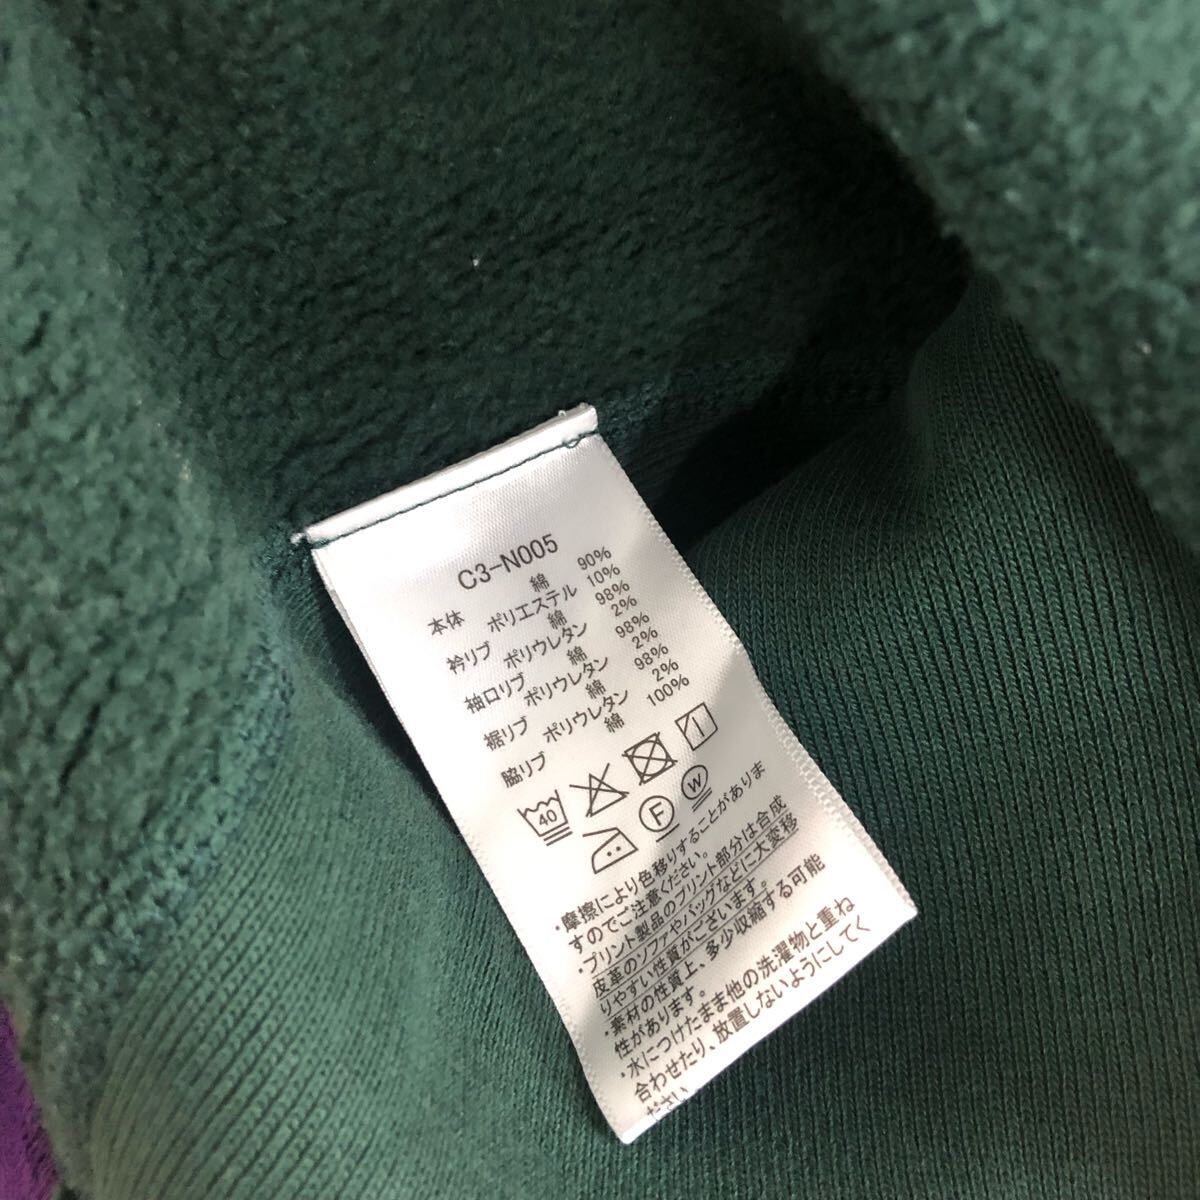 C3-N005
本体 綿 90%
ポリエステル 10%
衿リブ 綿 98%
ポリウレタン 2%
袖口リブ 綿 98%
ポリウレタン 2%
裾リブ 綿 98%
ポリウレタン 2%
脇リブ 綿 100%
40
F W
・摩擦により色移りすることがありま
すのでご注意ください。
・プリント製品のプリント部分は合成
皮革のソファやバッグなどに大変移
りやすい性質がございます。
・素材の性質上、多少収縮する可能
性があります。
・水につけたまま他の洗濯物と重ね
合わせたり、放置しないようにしてく
ださい